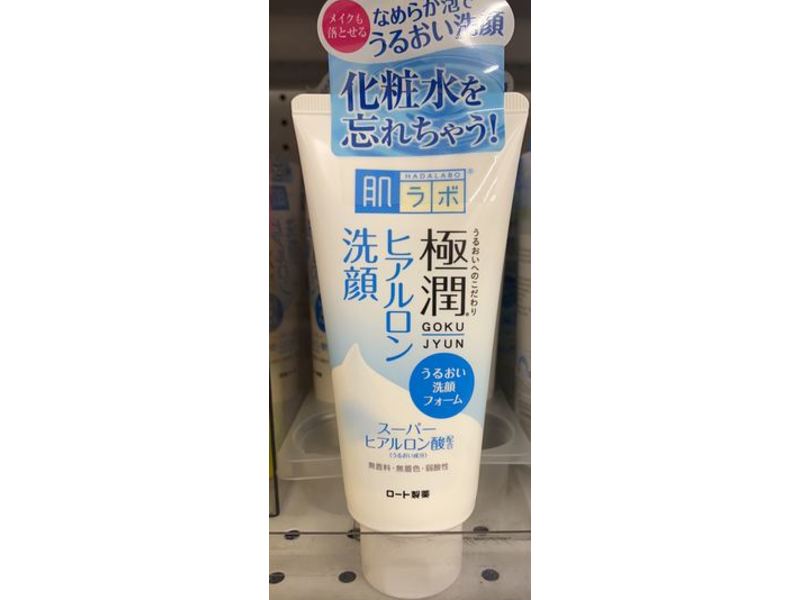 メイクも
落とせる
なめらか泡で
うるおい洗顔
化粧水を
忘れちゃう!
HADALABO®
肌ラボ
うるおいへのこだわり
極潤®
GOKU
JYUN
ヒアルロン
洗顔
うるおい
洗顔
フォーム
スーパー
ヒアルロン酸配合
(うるおい成分)
無香料・無着色・弱酸性
ロート製薬